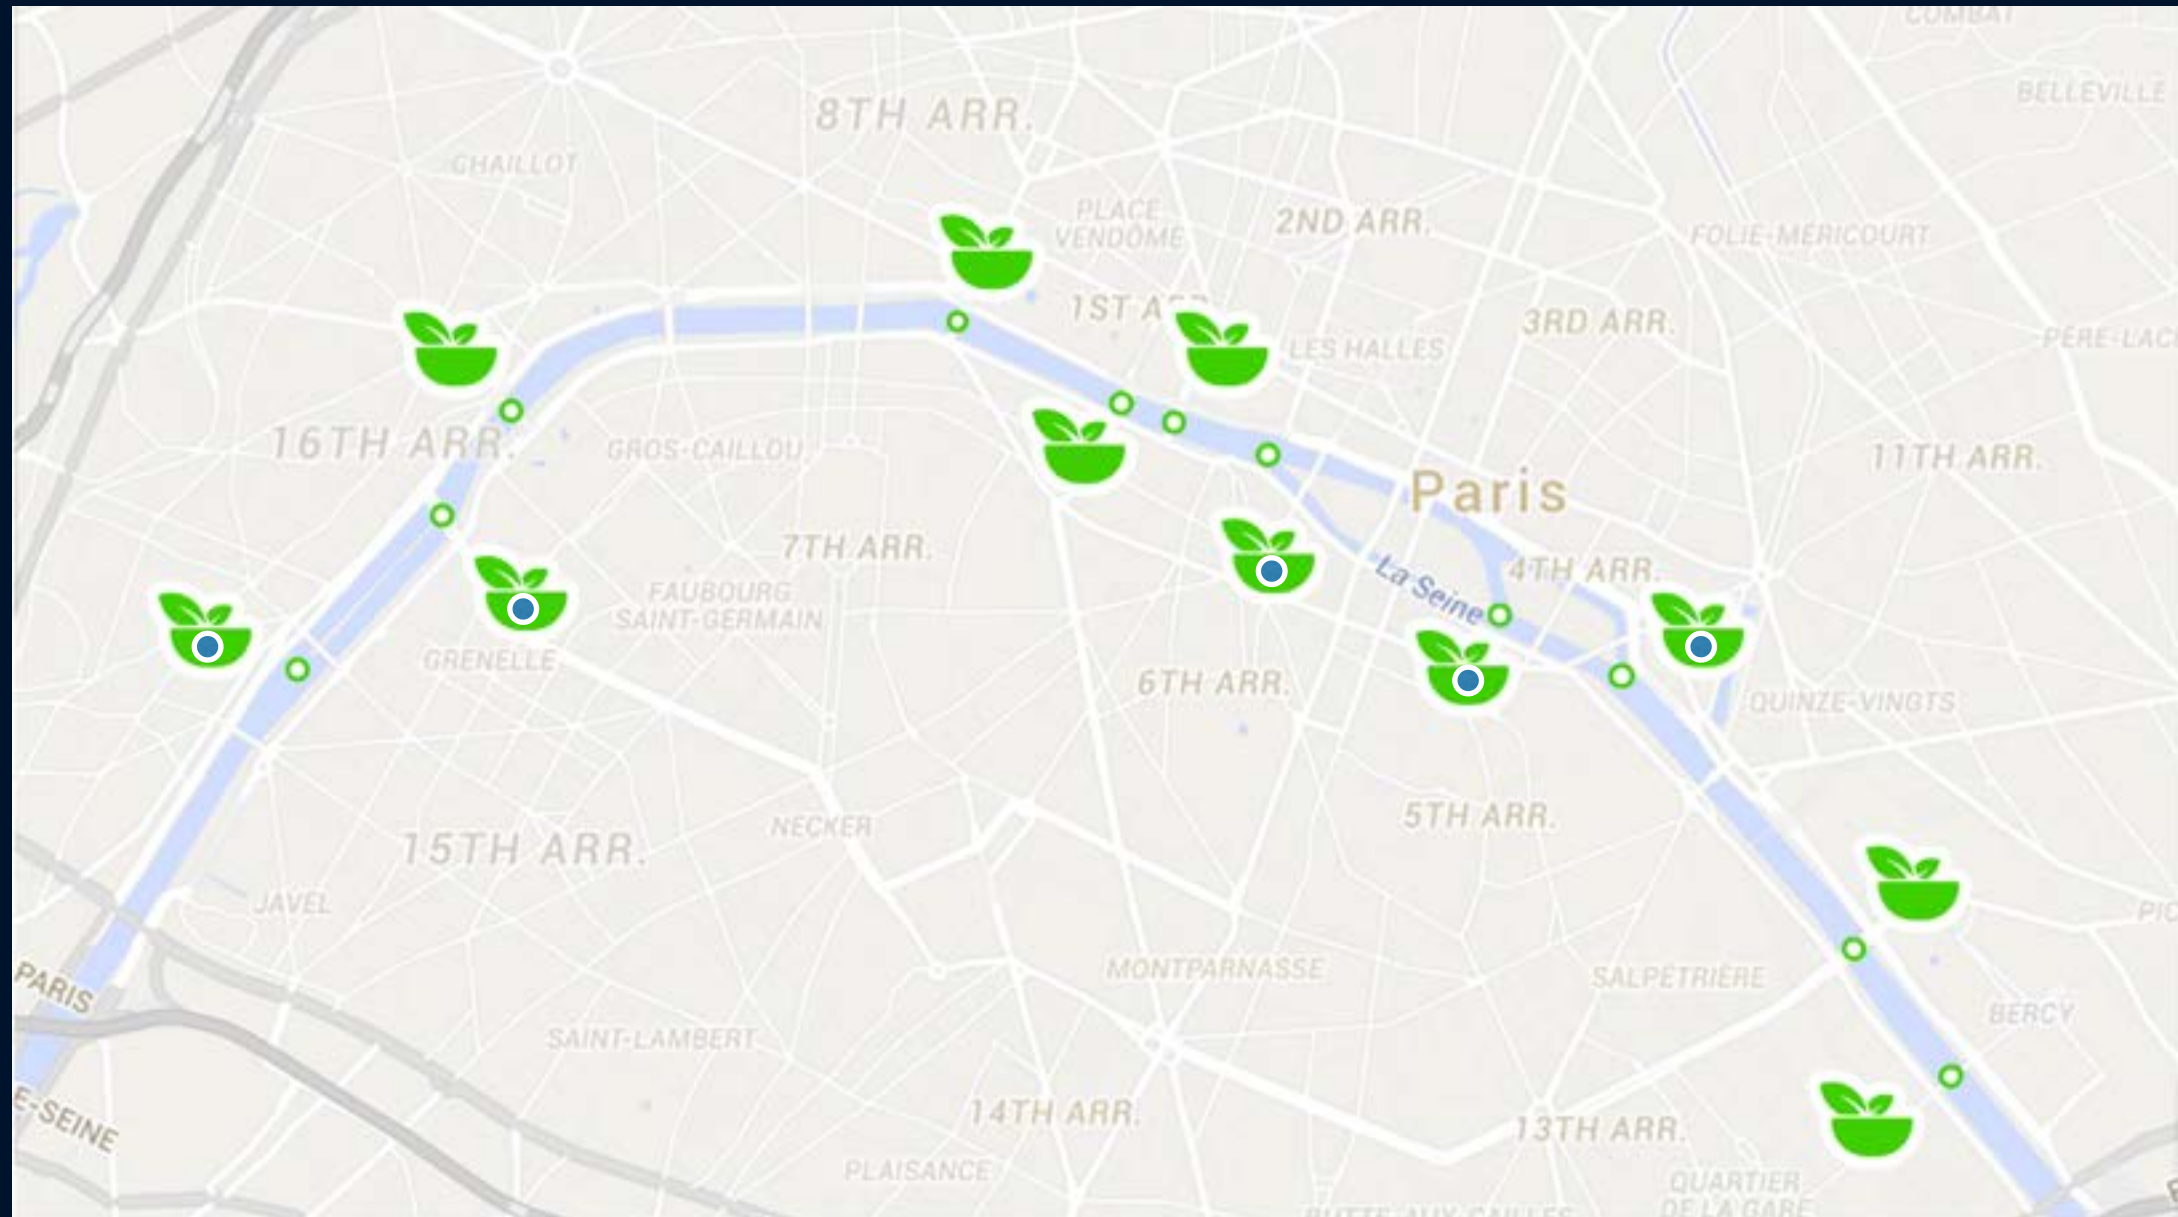 COMBAT
BELLEVILLE
8TH ARR.
CHAILLOT
PLACE
VENDÔME
2ND ARR.
FOLIE-MÉRICOURT
1ST
3RD ARR.
LES HALLES
16TH ARR.
GROS-CAILLOU
11TH ARR.
Paris
7TH ARR.
La Seine
4TH ARR.
FAUBOURG
SAINT-GERMAIN
GRENELLE
6TH ARR.
QUINZE-VINGTS
5TH ARR.
NECKER
15TH ARR.
JAVEL
MONTPARNASSE
SALPÊTRIÈRE
PARIS
BERCY
SAINT-LAMBERT
14TH ARR.
13TH ARR.
E-SEINE
PLAISANCE
QUARTIER
DE LA GARE